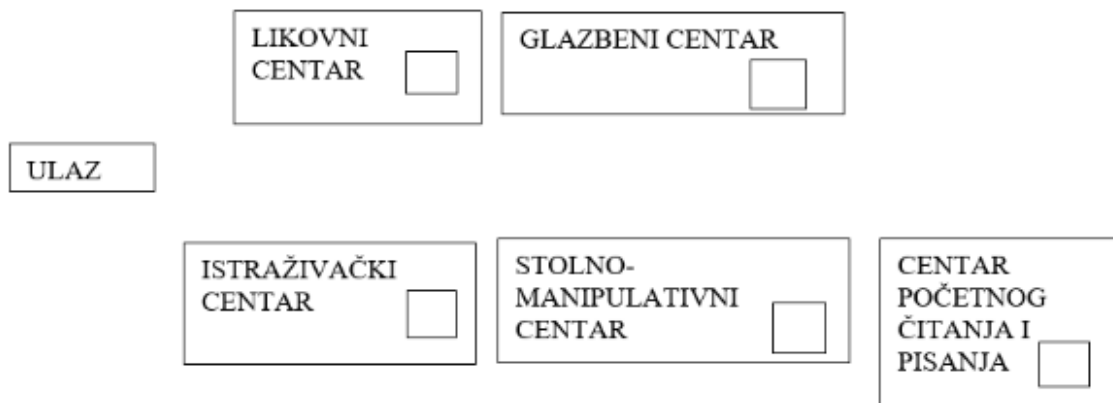 LIKOVNI
CENTAR
GLAZBENI CENTAR
ULAZ
ISTRAŽIVAČKI
CENTAR
STOLNO-
MANIPULATIVNI
CENTAR
CENTAR
POČETNOG
ČITANJA I
PISANJA